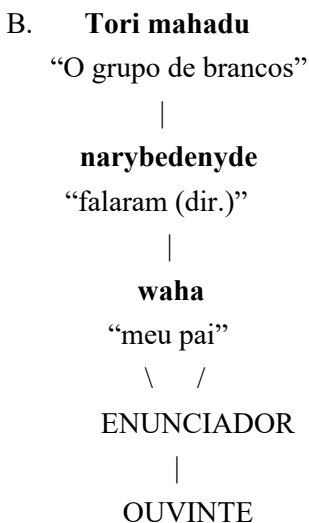 B. Tori mahadu
“O grupo de brancos”
|
narybedenyde
“falaram (dir.)”
|
waha
“meu pai”
\ /
ENUNCIADOR
|
OUVINTE